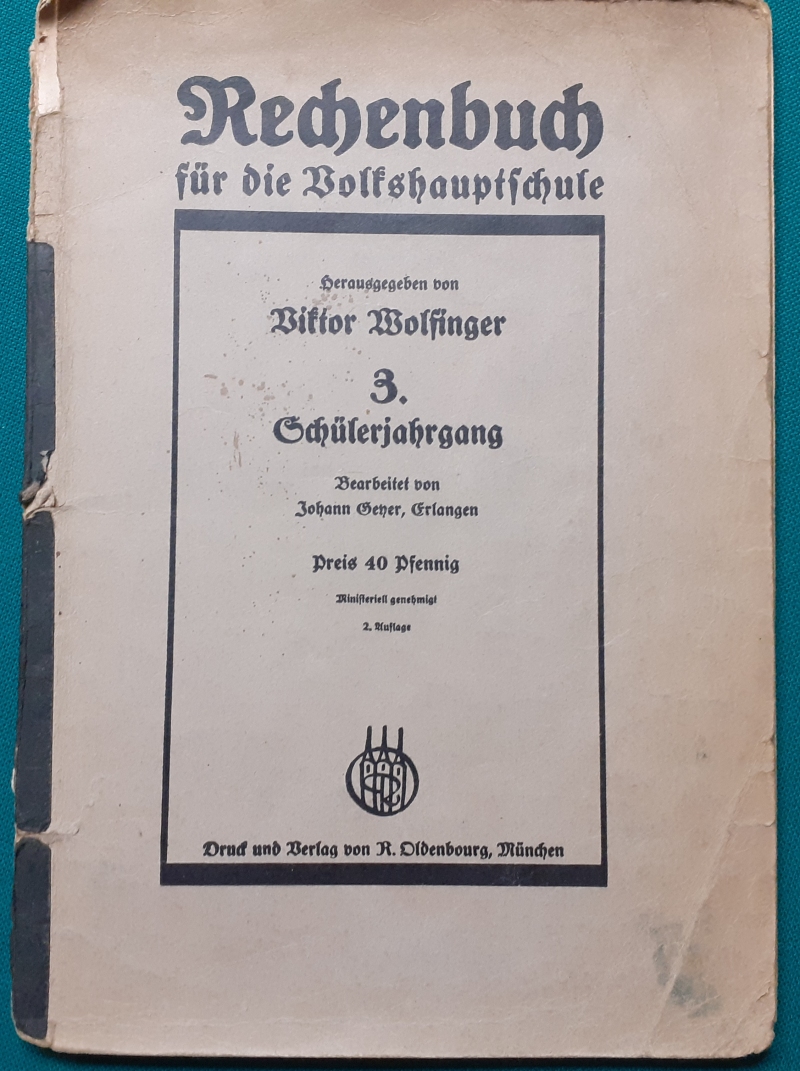 Rechenbuch
für die Volkshauptschule
Herausgegeben von
Viktor Wolfinger
3.
Schülerjahrgang
Bearbeitet von
Johann Geyer, Erlangen
Preis 40 Pfennig
Ministeriell genehmigt
2. Auflage
Druck und Verlag von R. Oldenbourg, München